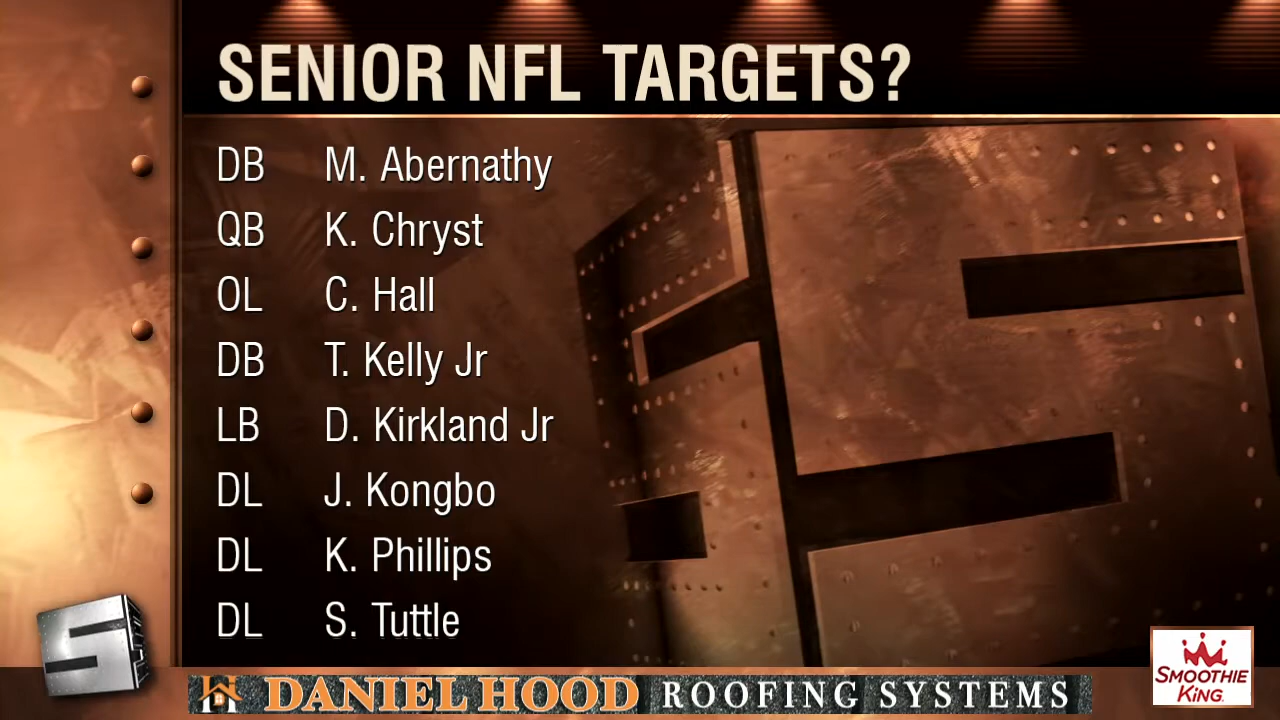 SENIOR NFL TARGETS?
DB M. Abernathy
QB K. Chryst
OL C. Hall
DB T. Kelly Jr
LB D. Kirkland Jr
DL J. Kongbo
DL K. Phillips
DL S. Tuttle
S
S
DANIEL HOOD ROOFING SYSTEMS
SMOOTHIE
KING